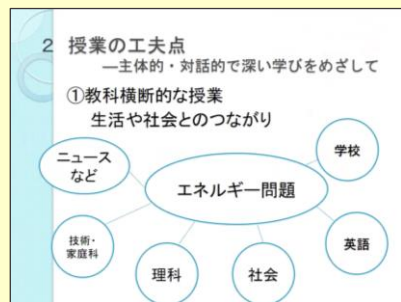 ２ 授業の工夫点
―主体的・対話的で深い学びをめざして
①教科横断的な授業
生活や社会とのつながり
ニュース
など
学校
エネルギー問題
技術・
家庭科
英語
理科
社会